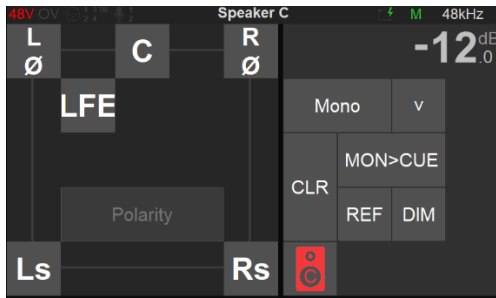 48V OV Speaker C M 48kHz
L Ø C R Ø
-12.0 dB
LFE
Mono v
MON>CUE
CLR
REF DIM
Polarity
Ls Rs C